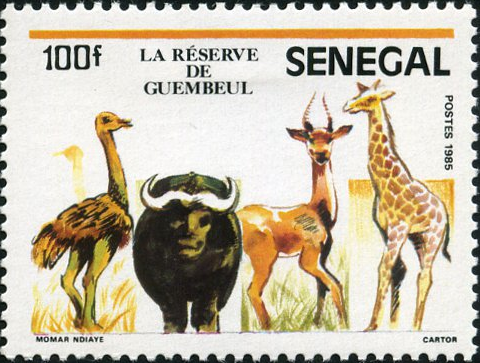 100f
LA RÉSERVE
DE
GUEMBEUL
SENEGAL
POSTES 1985
MOMAR NDIAYE
CARTOR